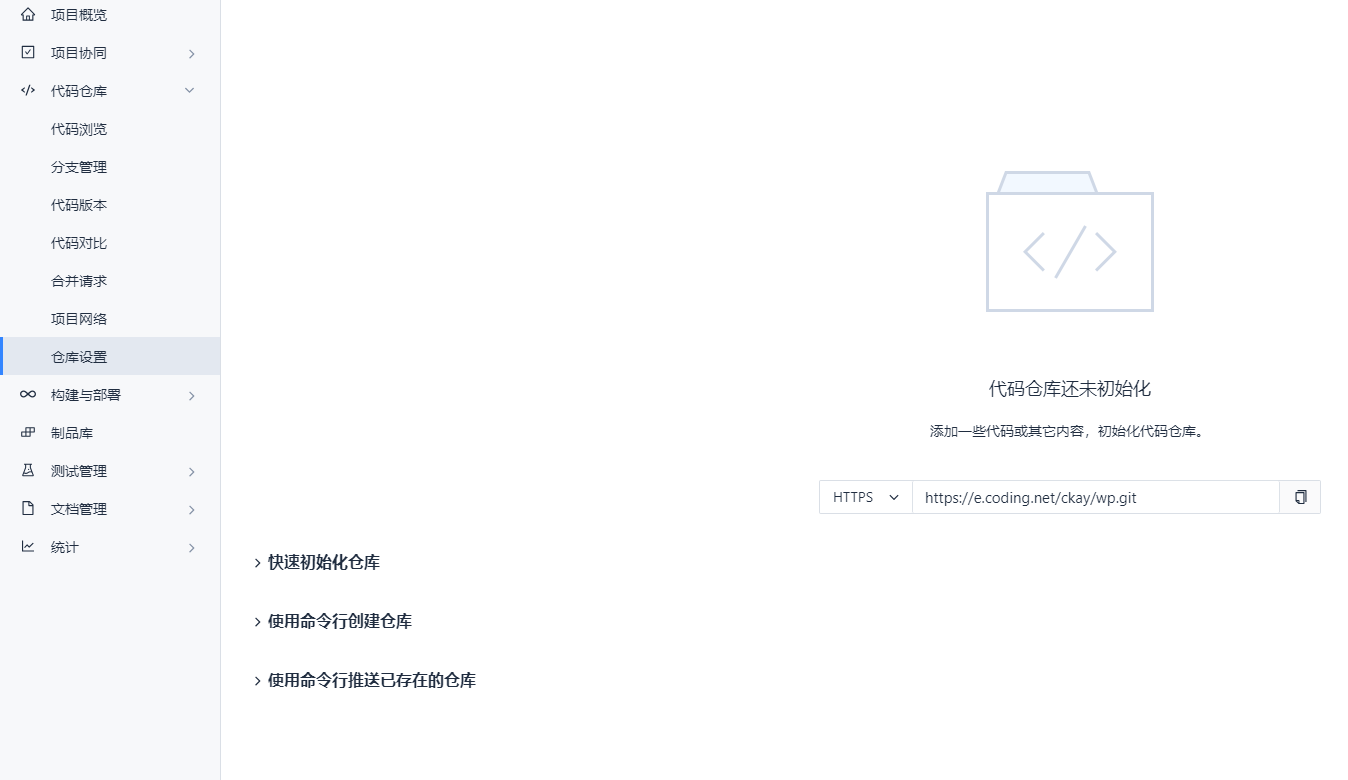 项目概览
项目协同
代码仓库
代码浏览
分支管理
代码版本
代码对比
合并请求
项目网络
仓库设置
构建与部署
制品库
测试管理
文档管理
统计
</>
代码仓库还未初始化
添加一些代码或其它内容，初始化代码仓库。
HTTPS https://e.coding.net/ckay/wp.git
快速初始化仓库
使用命令行创建仓库
使用命令行推送已存在的仓库